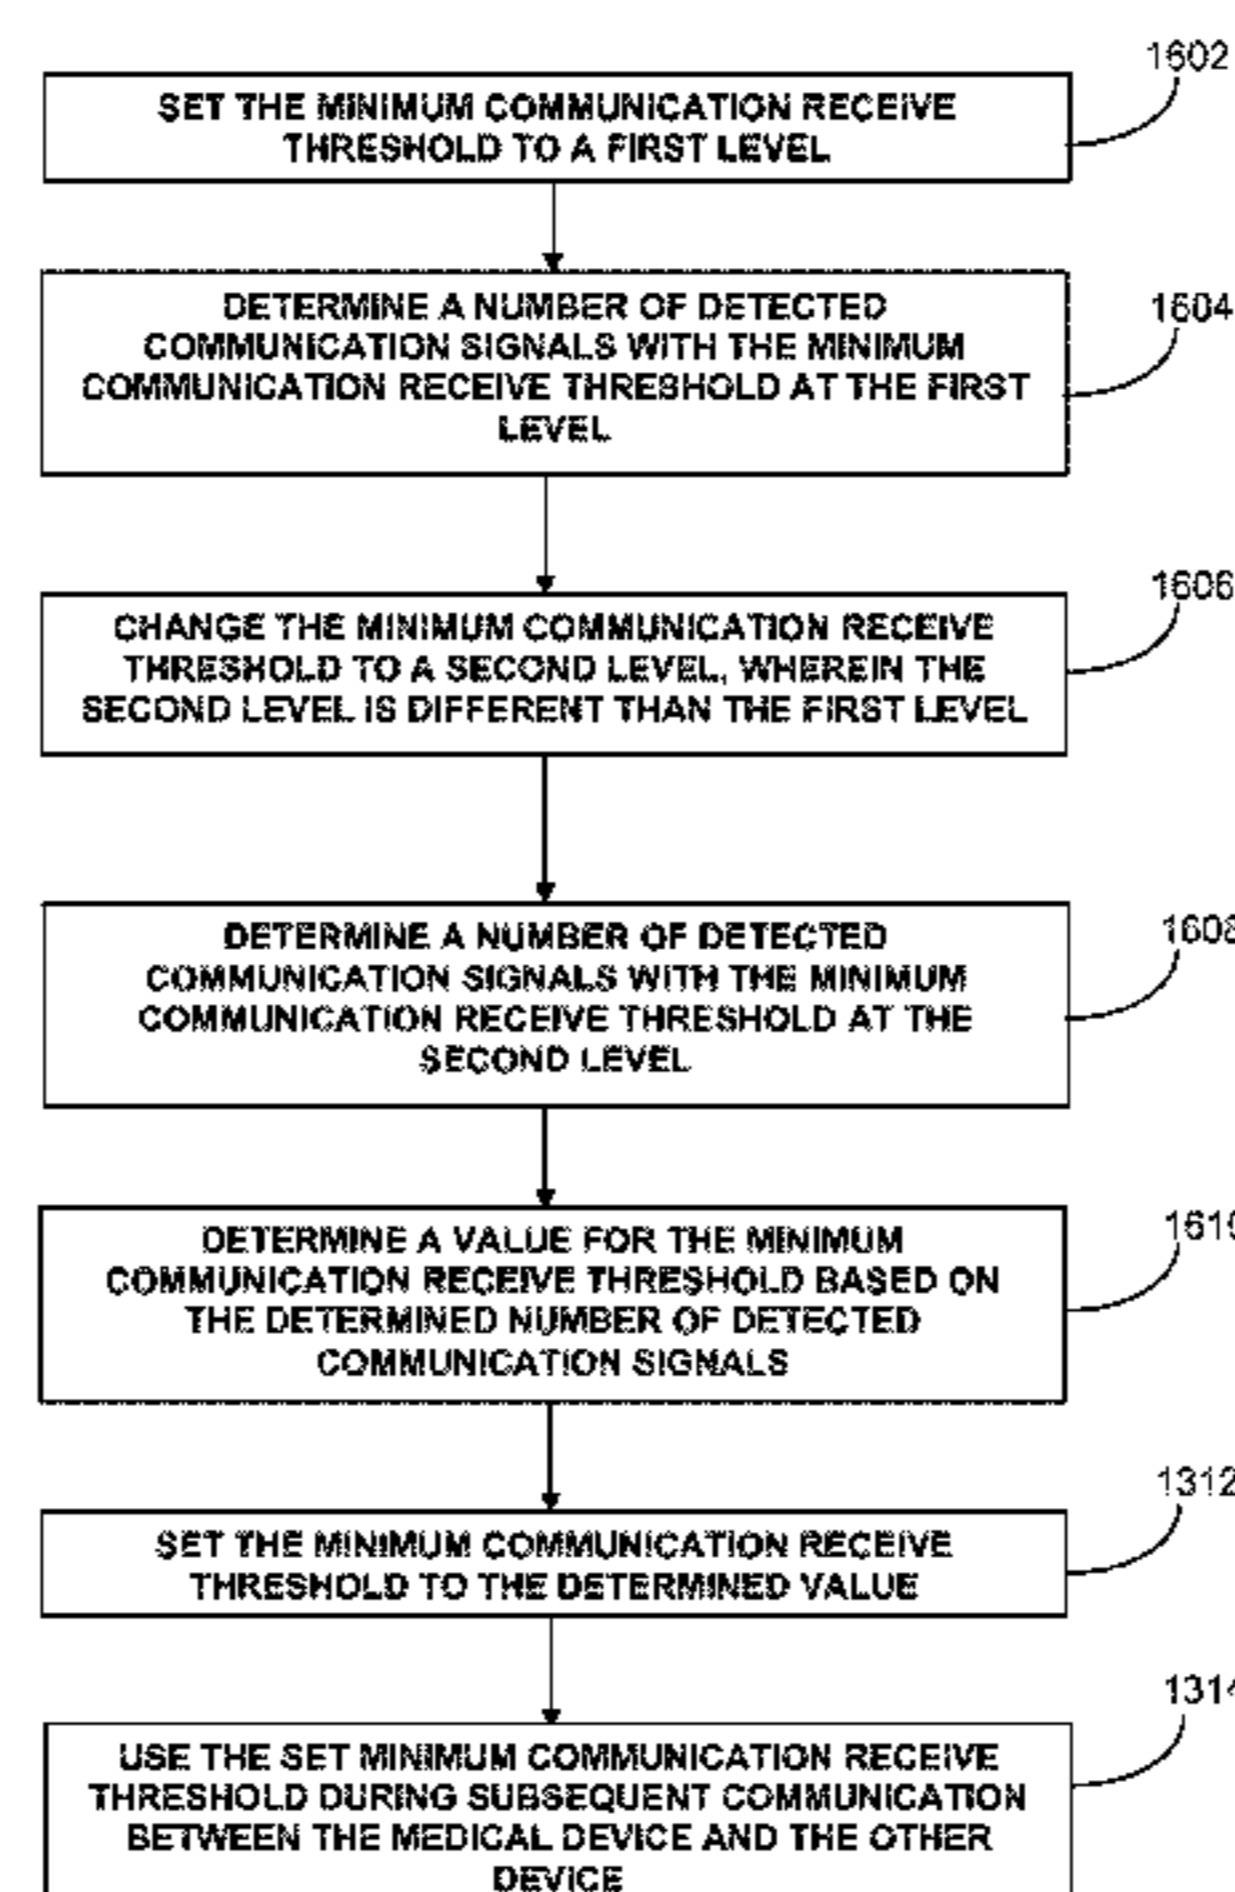 1602
SET THE MINIMUM COMMUNICATION RECEIVE
THRESHOLD TO A FIRST LEVEL
1604
DETERMINE A NUMBER OF DETECTED
COMMUNICATION SIGNALS WITH THE MINIMUM
COMMUNICATION RECEIVE THRESHOLD AT THE FIRST
LEVEL
1606
CHANGE THE MINIMUM COMMUNICATION RECEIVE
THRESHOLD TO A SECOND LEVEL, WHEREIN THE
SECOND LEVEL IS DIFFERENT THAN THE FIRST LEVEL
1608
DETERMINE A NUMBER OF DETECTED
COMMUNICATION SIGNALS WITH THE MINIMUM
COMMUNICATION RECEIVE THRESHOLD AT THE
SECOND LEVEL
1610
DETERMINE A VALUE FOR THE MINIMUM
COMMUNICATION RECEIVE THRESHOLD BASED ON
THE DETERMINED NUMBER OF DETECTED
COMMUNICATION SIGNALS
1312
SET THE MINIMUM COMMUNICATION RECEIVE
THRESHOLD TO THE DETERMINED VALUE
1314
USE THE SET MINIMUM COMMUNICATION RECEIVE
THRESHOLD DURING SUBSEQUENT COMMUNICATION
BETWEEN THE MEDICAL DEVICE AND THE OTHER
DEVICE